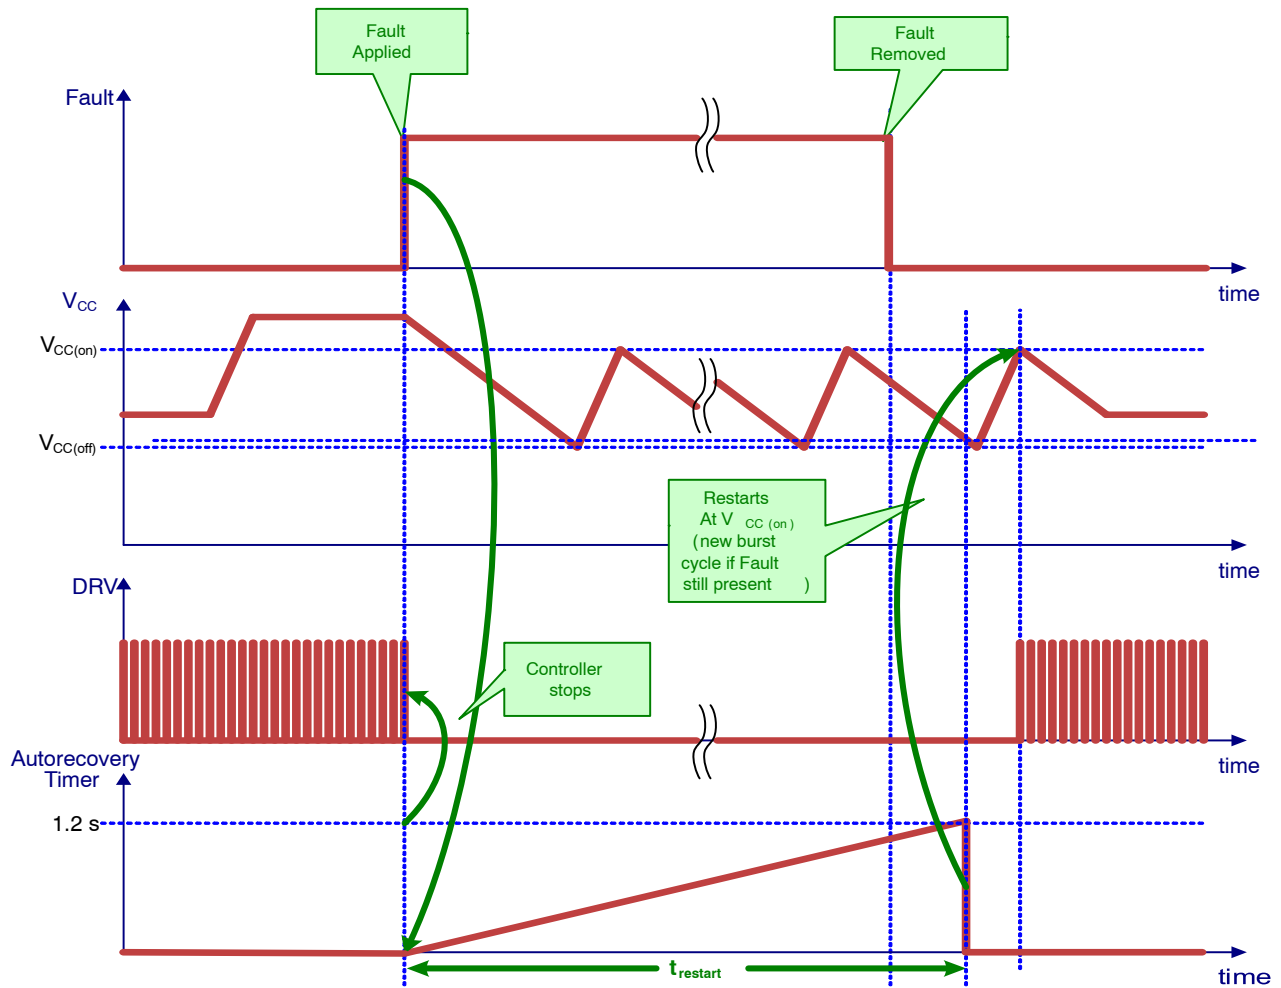 Fault
Applied
Fault
Removed
Fault
time
VCC
VCC(on)
VCC(off)
Restarts
At V CC (on)
(new burst
cycle if Fault
still present )
time
DRV
Controller
stops
time
Autorecovery
Timer
1.2 s
trestart
time